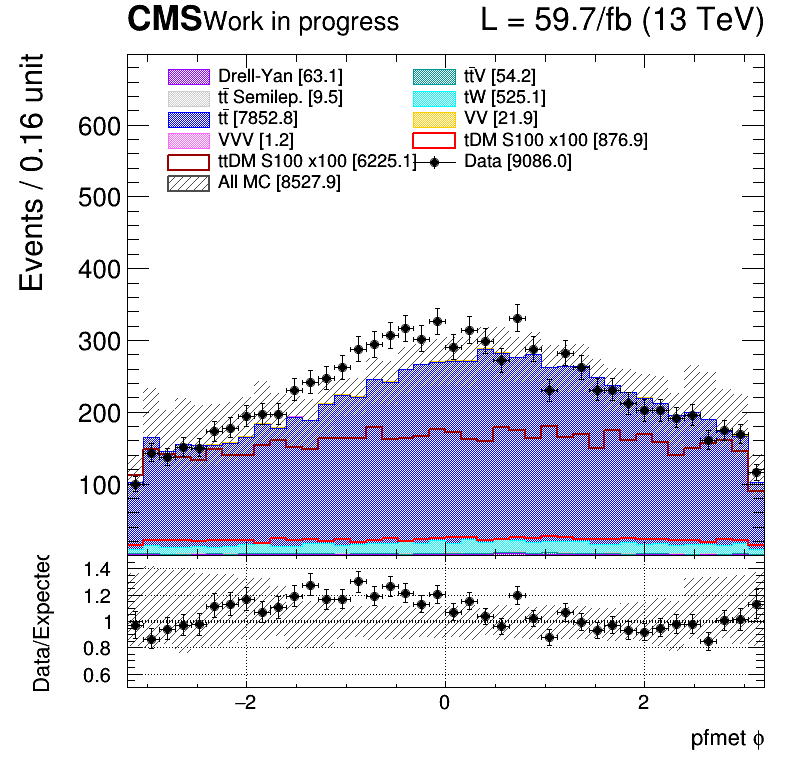 CMS Work in progress L = 59.7/fb (13 TeV)
Events / 0.16 unit
Drell-Yan [63.1] tt̄V [54.2]
tt̄ Semilep. [9.5] tW [525.1]
tt̄ [7852.8] VV [21.9]
VVV [1.2] tDM S100 x100 [876.9]
ttDM S100 x100 [6225.1] Data [9086.0]
All MC [8527.9]
600
500
400
300
200
100
Data/Expected
1.4
1.2
1
0.8
0.6
−2 0 2
pfmet ϕ